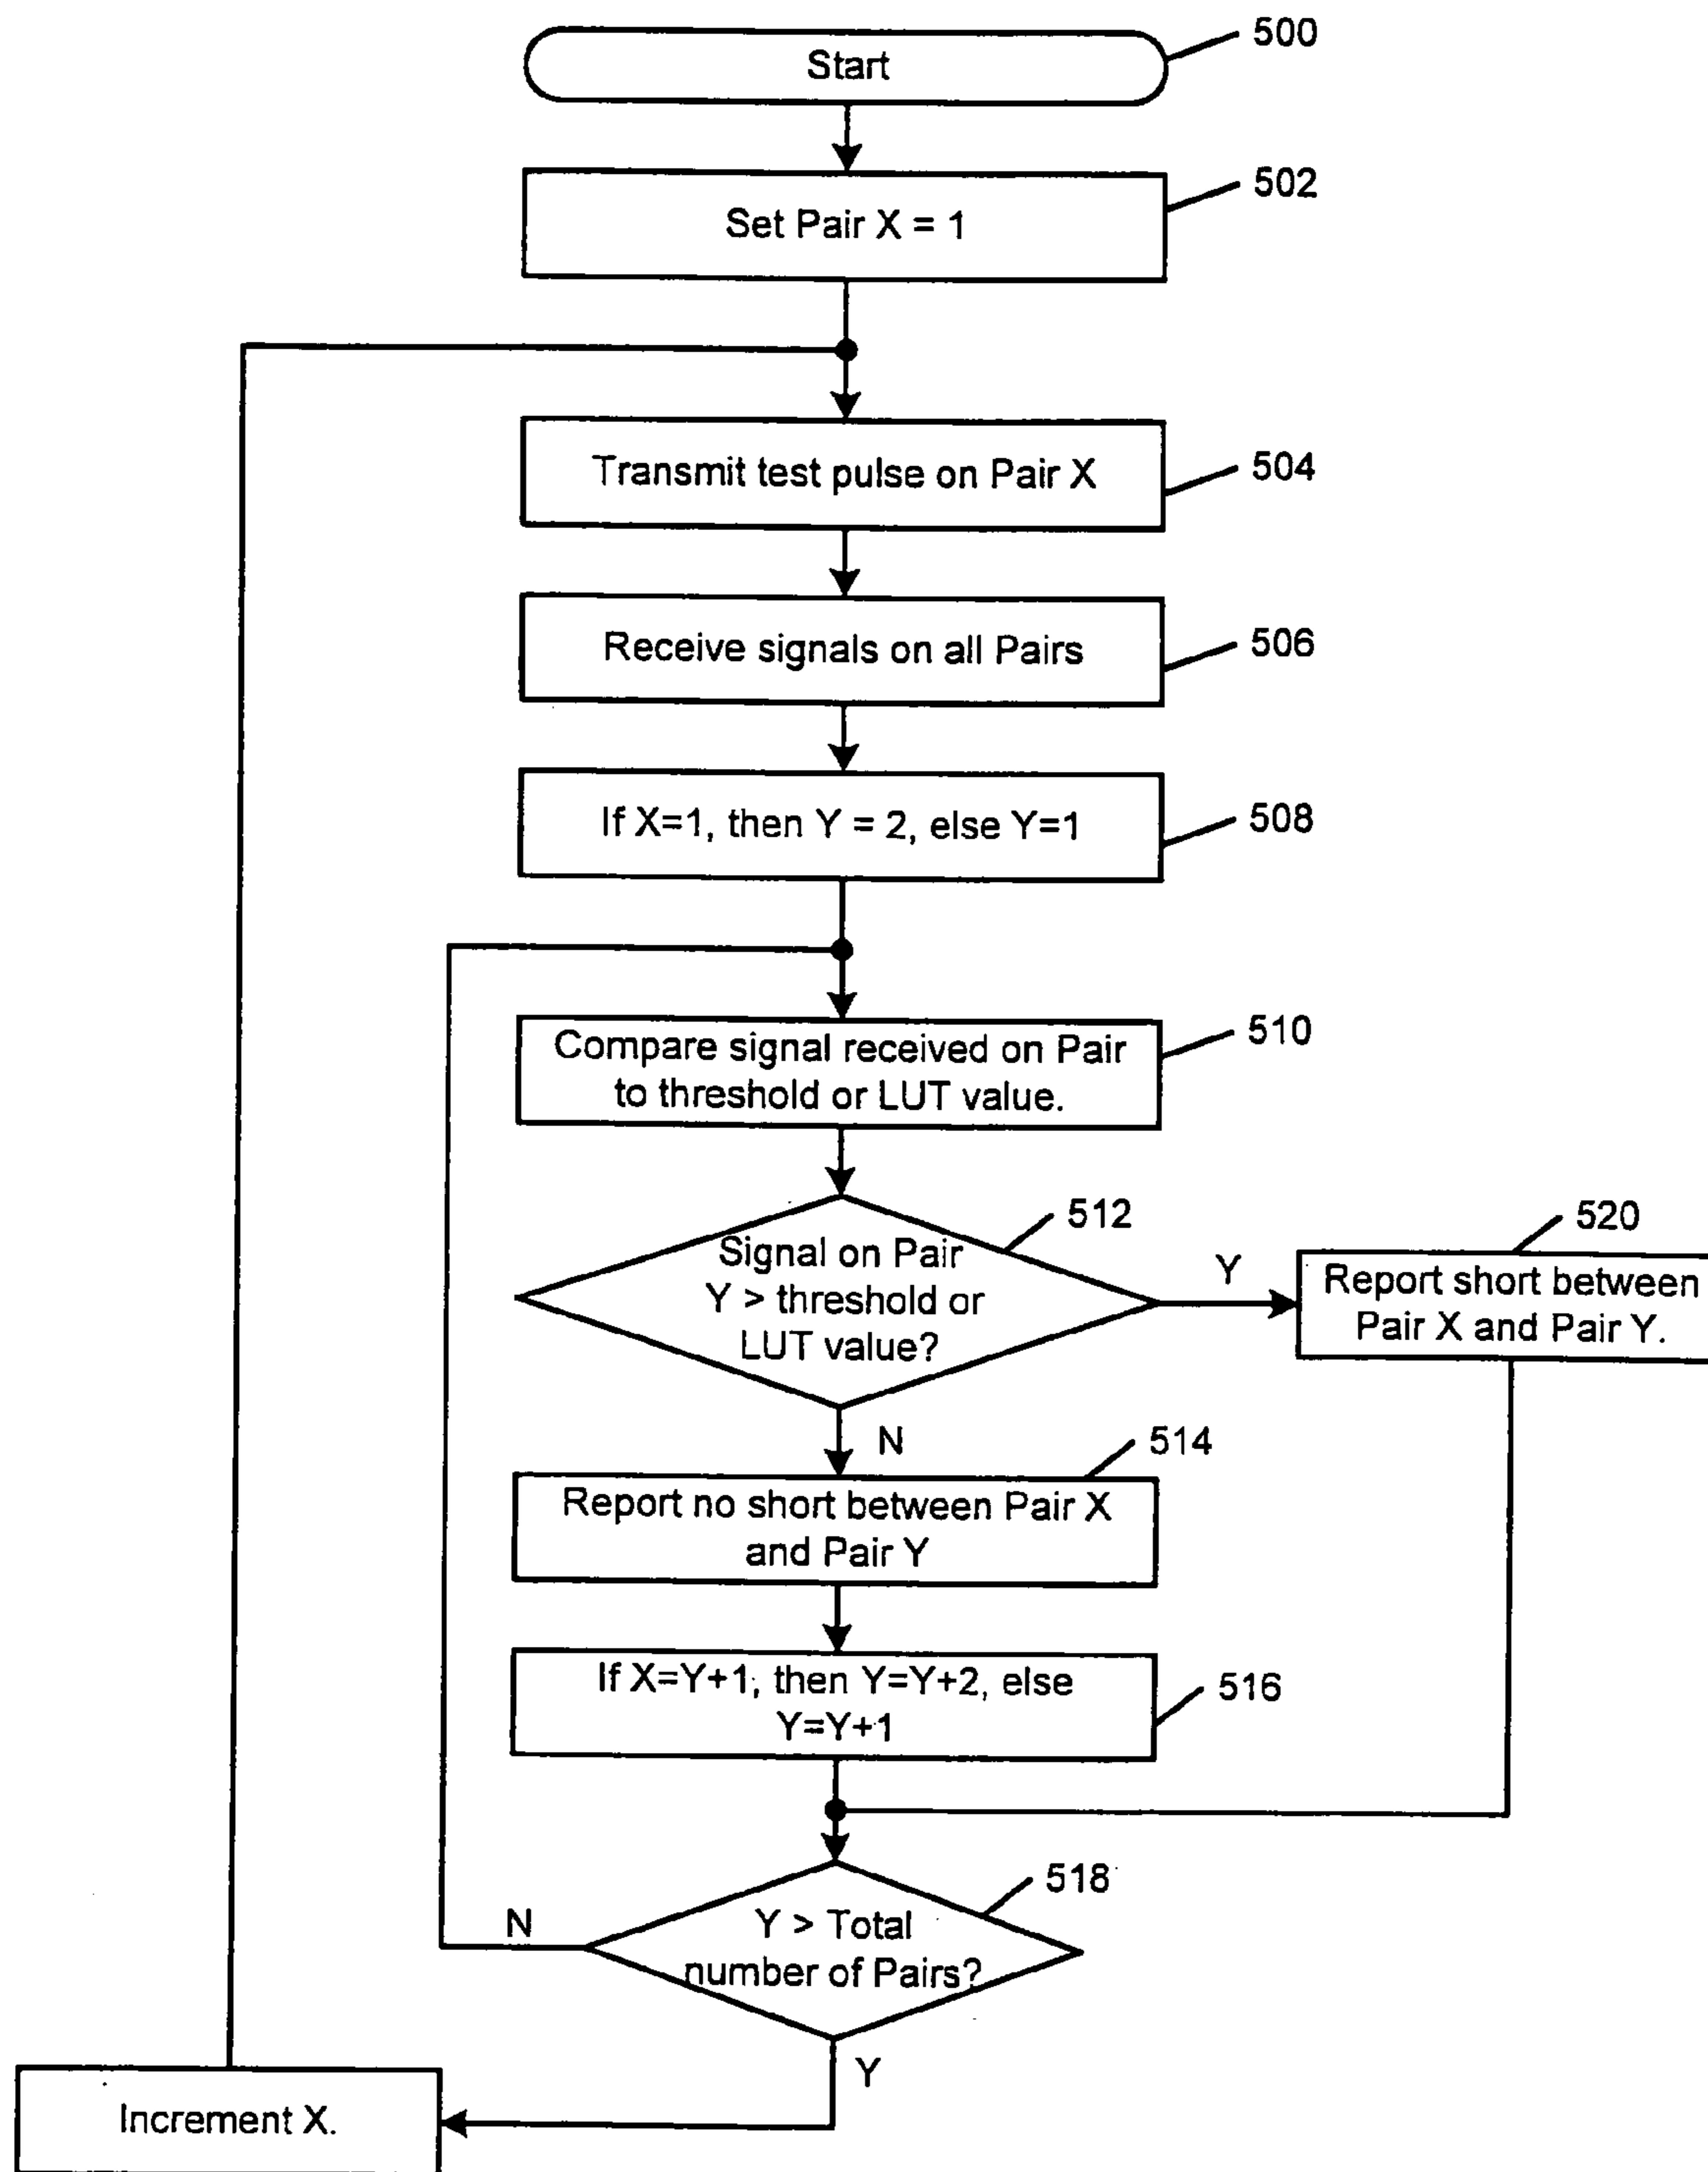 Start
500
Set Pair X = 1
502
Transmit test pulse on Pair X
504
Receive signals on all Pairs
506
If X=1, then Y = 2, else Y=1
508
Compare signal received on Pair
to threshold or LUT value.
510
Signal on Pair
Y > threshold or
LUT value?
512
Y
520
Report short between
Pair X and Pair Y.
N
514
Report no short between Pair X
and Pair Y
If X=Y+1, then Y=Y+2, else
Y=Y+1
516
Y > Total
number of Pairs?
518
N
Y
Increment X.